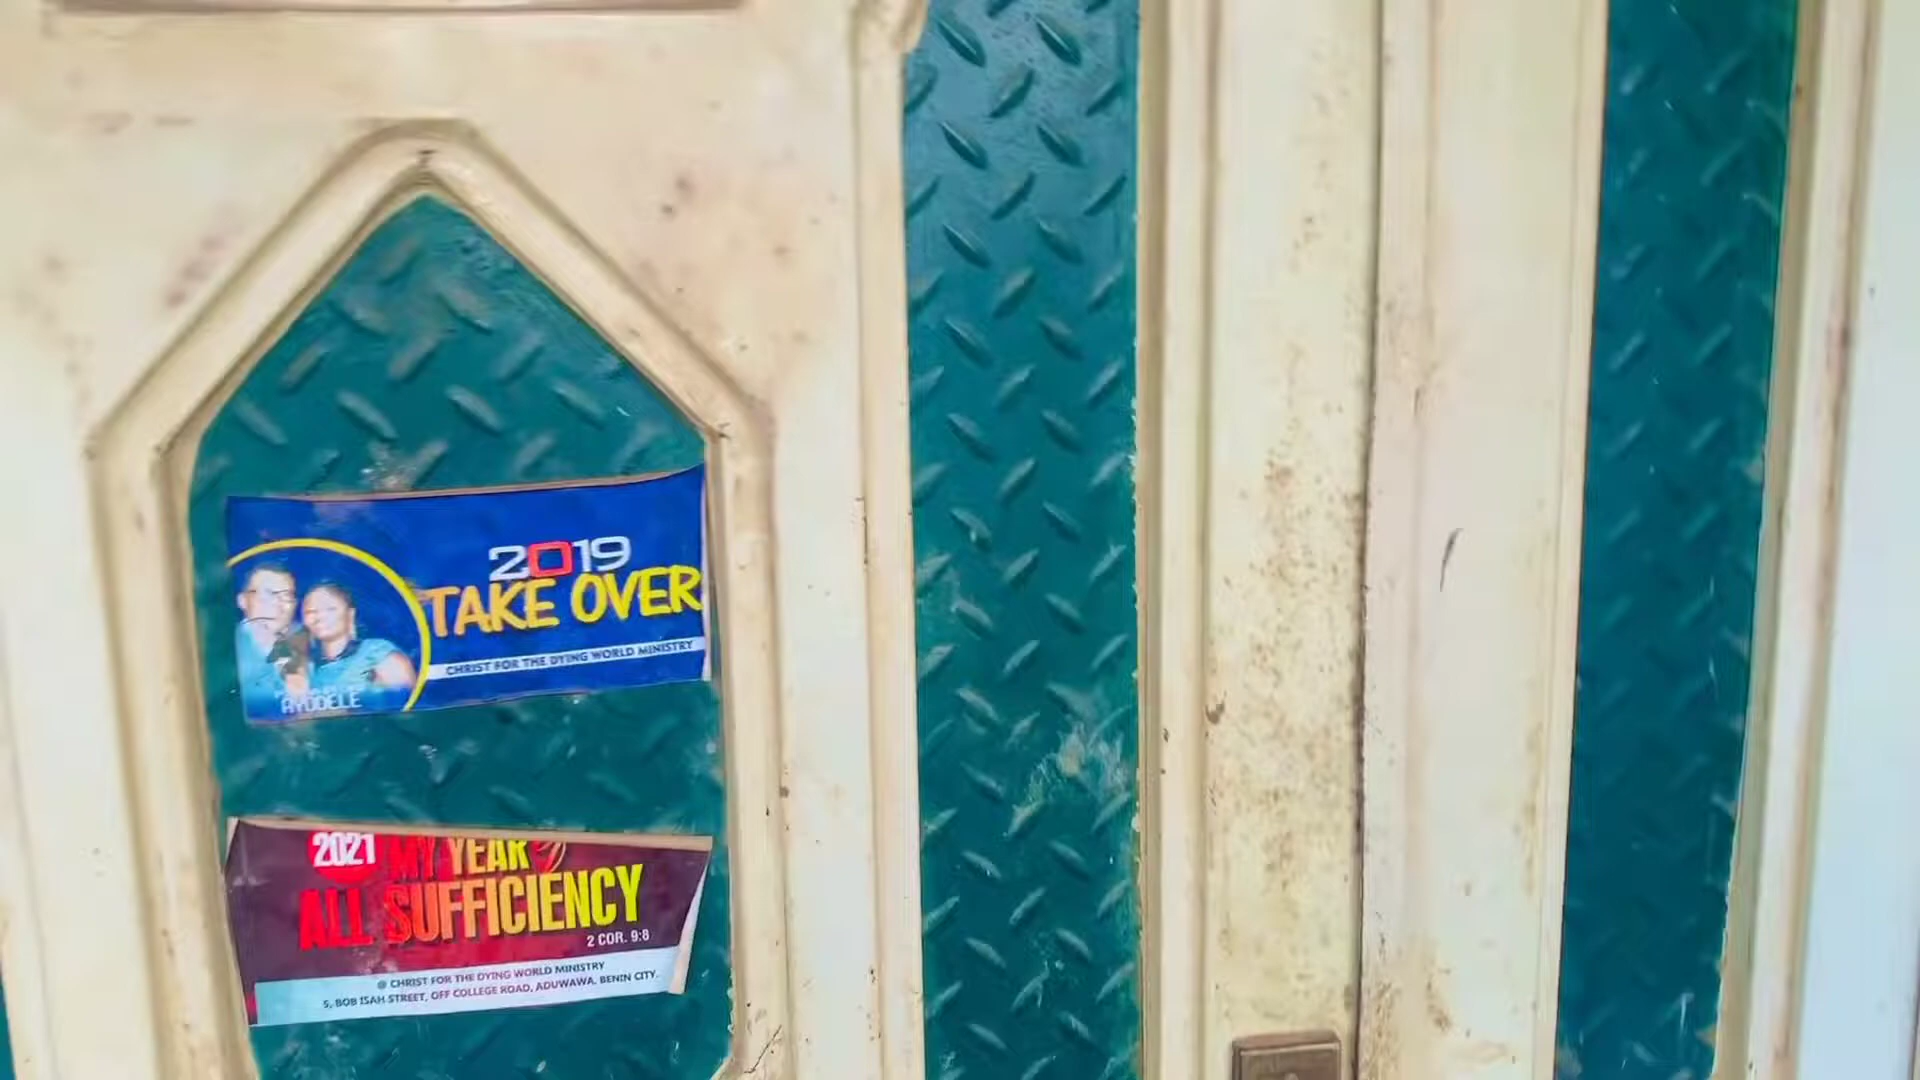 2019
TAKE OVER
CHRIST FOR THE DYING WORLD MINISTRY
AYODELE
2021 MY YEAR
ALL SUFFICIENCY
2 COR. 9:8
@ CHRIST FOR THE DYING WORLD MINISTRY
5, BOB ISAH STREET, OFF COLLEGE ROAD, ADUWAWA, BENIN CITY.